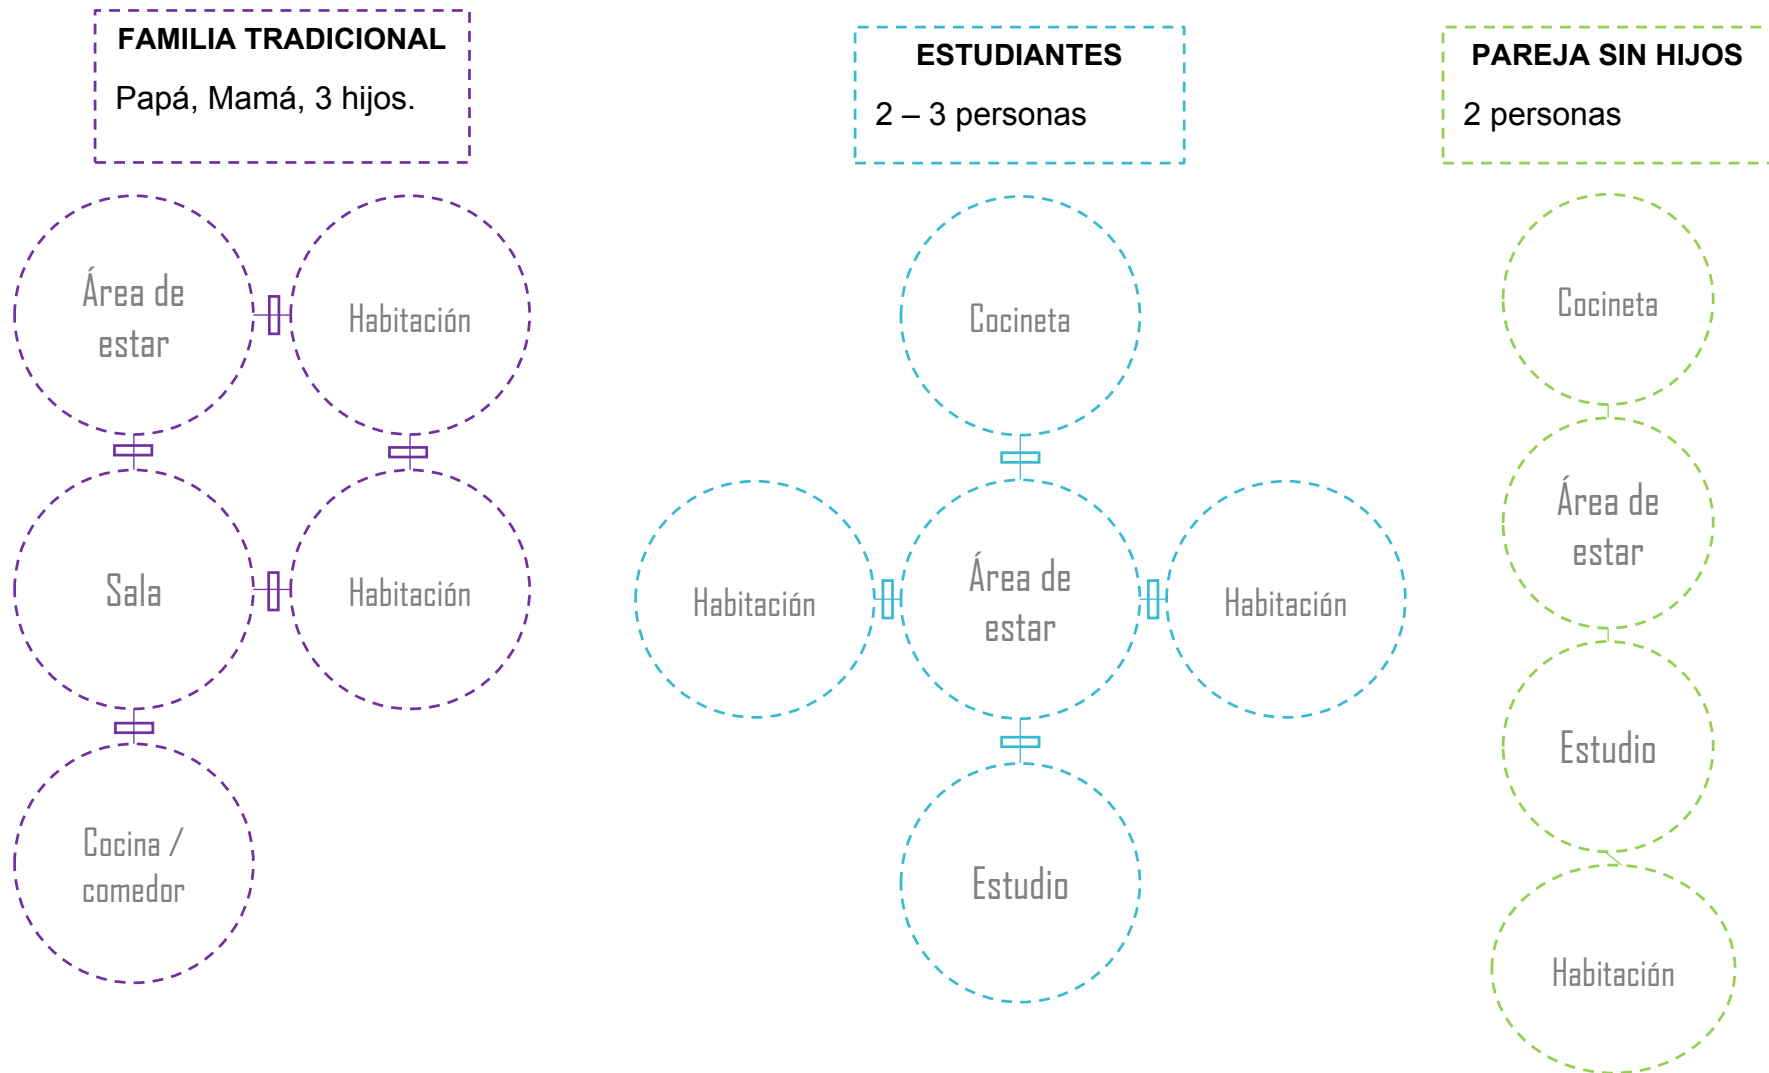 FAMILIA TRADICIONAL
Papá, Mamá, 3 hijos.
Área de
estar
Habitación
Sala
Habitación
Cocina /
comedor
ESTUDIANTES
2 – 3 personas
Cocineta
Habitación
Área de
estar
Habitación
Estudio
PAREJA SIN HIJOS
2 personas
Cocineta
Área de
estar
Estudio
Habitación